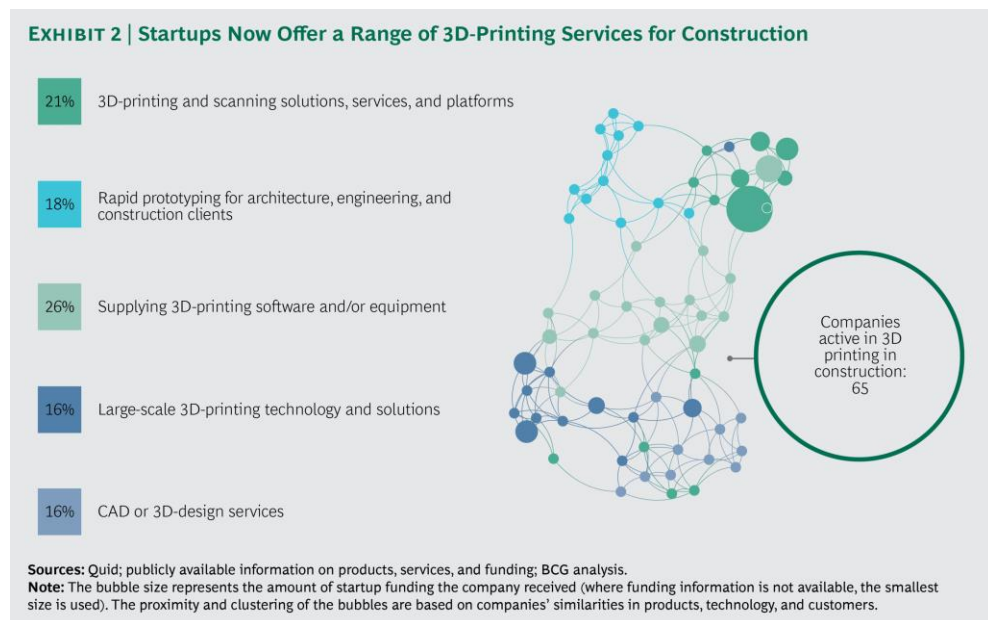 EXHIBIT 2 | Startups Now Offer a Range of 3D-Printing Services for Construction
21%
3D-printing and scanning solutions, services, and platforms
18%
Rapid prototyping for architecture, engineering, and
construction clients
26%
Supplying 3D-printing software and/or equipment
Companies
active in 3D
printing in
construction:
65
16%
Large-scale 3D-printing technology and solutions
16%
CAD or 3D-design services
Sources: Quid; publicly available information on products, services, and funding; BCG analysis.
Note: The bubble size represents the amount of startup funding the company received (where funding information is not available, the smallest
size is used). The proximity and clustering of the bubbles are based on companies' similarities in products, technology, and customers.